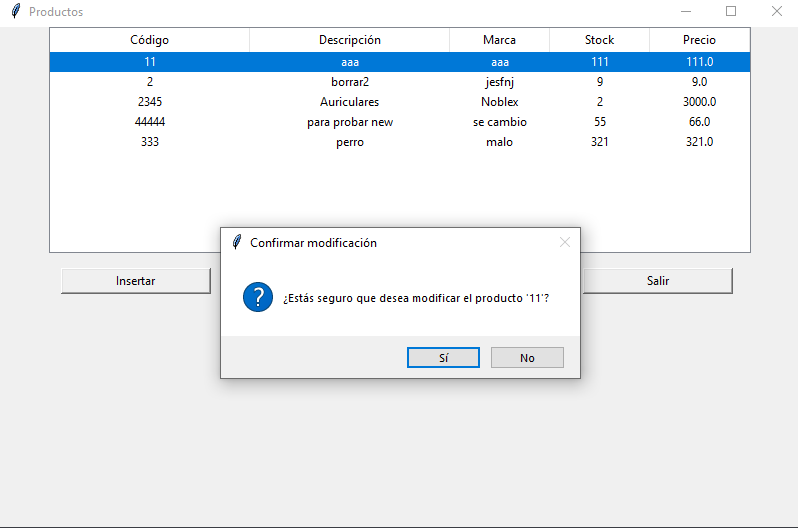 Productos
Código Descripción Marca Stock Precio
11 aaa aaa 111 111.0
2 borrar2 jesfnj 9 9.0
2345 Auriculares Noblex 2 3000.0
44444 para probar new se cambio 55 66.0
333 perro malo 321 321.0
Confirmar modificación
Insertar Salir
¿Estás seguro que desea modificar el producto '11'?
Sí No